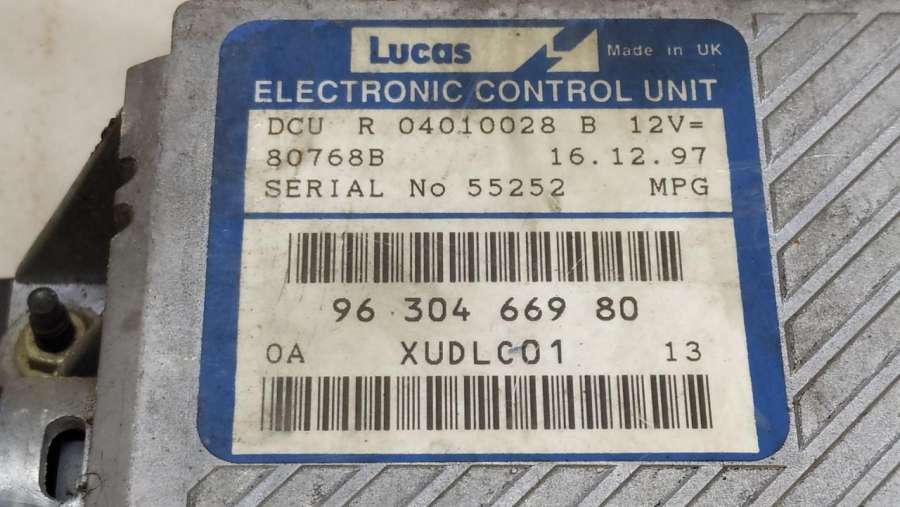 Lucas Made in UK
ELECTRONIC CONTROL UNIT
DCU R 04010028 B 12V=
80768B 16.12.97
SERIAL No 55252 MPG
96 304 669 80
0A XUDLC01 13